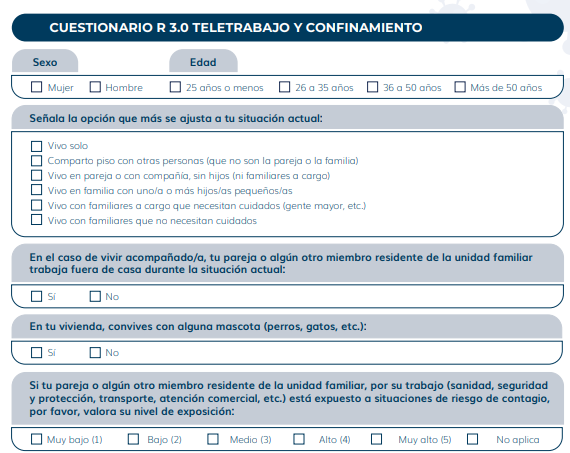 CUESTIONARIO R 3.0 TELETRABAJO Y CONFINAMIENTO
Sexo Edad
Mujer Hombre 25 años o menos 26 a 35 años 36 a 50 años Más de 50 años
Señala la opción que más se ajusta a tu situación actual:
Vivo solo
Comparto piso con otras personas (que no son la pareja o la familia)
Vivo en pareja o con compañía, sin hijos (ni familiares a cargo)
Vivo en familia con uno/a o más hijos/as pequeños/as
Vivo con familiares a cargo que necesitan cuidados (gente mayor, etc.)
Vivo con familiares que no necesitan cuidados
En el caso de vivir acompañado/a, tu pareja o algún otro miembro residente de la unidad familiar
trabaja fuera de casa durante la situación actual:
Sí No
En tu vivienda, convives con alguna mascota (perros, gatos, etc.):
Sí No
Si tu pareja o algún otro miembro residente de la unidad familiar, por su trabajo (sanidad, seguridad
y protección, transporte, atención comercial, etc.) está expuesto a situaciones de riesgo de contagio,
por favor, valora su nivel de exposición:
Muy bajo (1) Bajo (2) Medio (3) Alto (4) Muy alto (5) No aplica